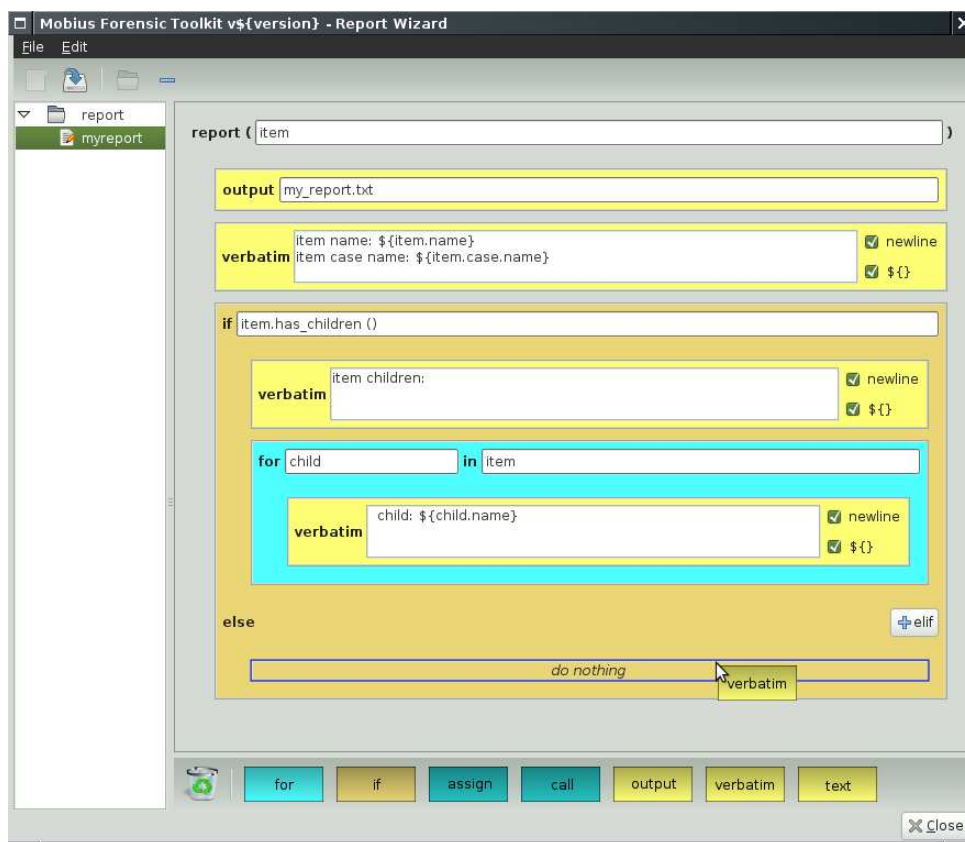 Mobius Forensic Toolkit v${version} - Report Wizard
File Edit
report
myreport
report ( item )
output my_report.txt
verbatim item name: ${item.name}
item case name: ${item.case.name}
newline
${}
if item.has_children ()
verbatim item children:
newline
${}
for child in item
verbatim child: ${child.name}
newline
${}
else elif
do nothing
verbatim
for if assign call output verbatim text
Close